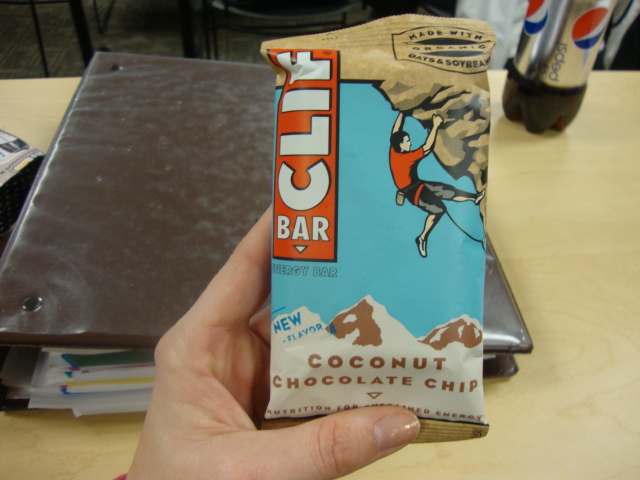 MADE WITH
ORGANIC
OATS & SOYBEANS
CLIF
BAR
ENERGY BAR
NEW
FLAVOR
COCONUT
CHOCOLATE CHIP
NUTRITION FOR SUSTAINED ENERGY
pepsi